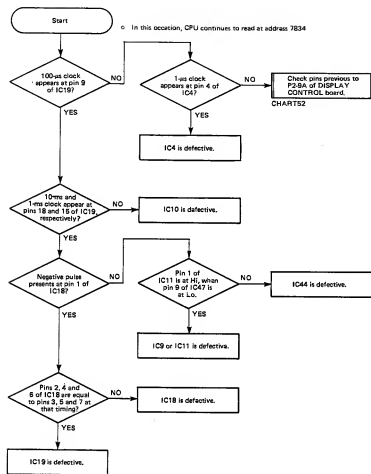 Start
o In this occation, CPU continues to read at address 7834
100-µs clock
appears at pin 9
of IC19?
NO
YES
1-µs clock
appears at pin 4 of
IC4?
NO
YES
Check pins previous to
P2-9A of DISPLAY
CONTROL board.
CHART52
IC4 is defective.
10-ms and
1-ms clock appear at
pins 18 and 15 of IC19,
respectively?
NO
YES
IC10 is defective.
Negative pulse
presents at pin 1 of
IC18?
NO
YES
Pin 1 of
IC11 is at Hi, when
pin 9 of IC47 is
at Lo.
NO
YES
IC44 is defective.
IC9 or IC11 is defective.
Pins 2, 4 and
6 of IC18 are equal
to pins 3, 5 and 7 at
that timing?
NO
YES
IC18 is defective.
IC19 is defective.